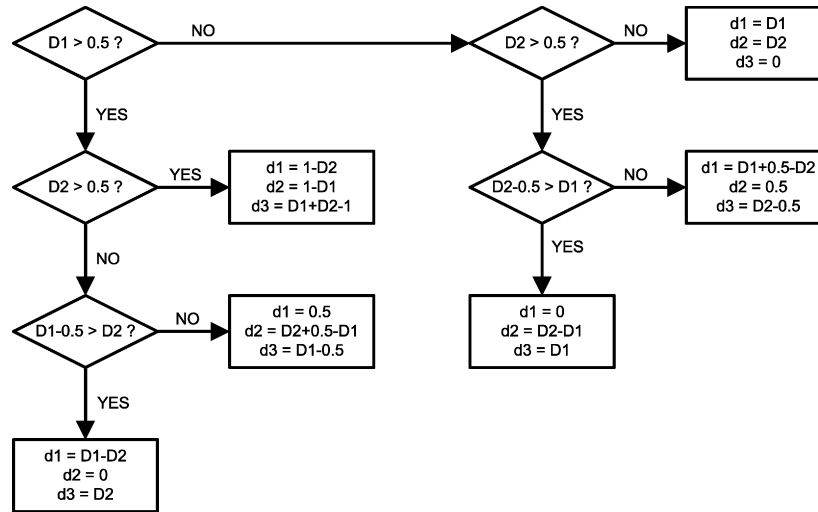 D1 > 0.5 ?
NO
D2 > 0.5 ?
NO
d1 = D1
d2 = D2
d3 = 0
YES
YES
D2 > 0.5 ?
YES
d1 = 1-D2
d2 = 1-D1
d3 = D1+D2-1
D2-0.5 > D1 ?
NO
d1 = D1+0.5-D2
d2 = 0.5
d3 = D2-0.5
NO
YES
D1-0.5 > D2 ?
NO
d1 = 0.5
d2 = D2+0.5-D1
d3 = D1-0.5
d1 = 0
d2 = D2-D1
d3 = D1
YES
d1 = D1-D2
d2 = 0
d3 = D2